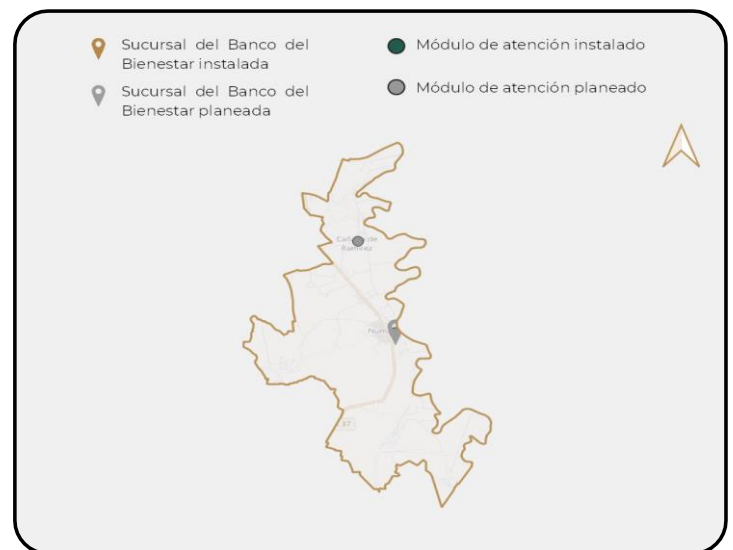 Sucursal del Banco del
Bienestar instalada
Sucursal del Banco del
Bienestar planeada
Módulo de atención instalado
Módulo de atención planeado
Ramírez
37